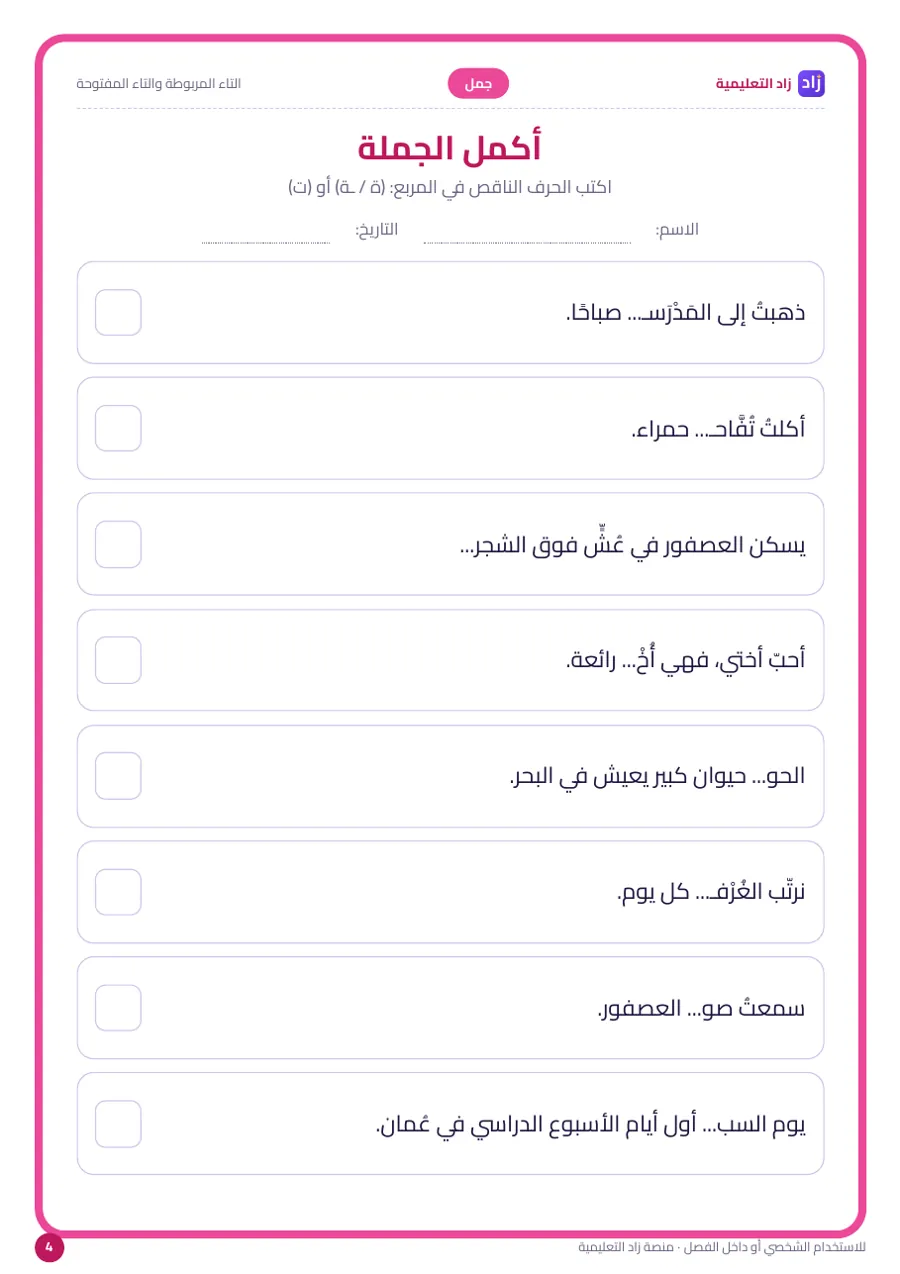 زاد زاد التعليمية
جمل
التاء المربوطة والتاء المفتوحة
أكمل الجملة
اكتب الحرف الناقص في المربع: (ة / ـة) أو (ت)
الاسم: التاريخ:
ذهبتُ إلى المَدْرَسـ... صباحًا.
أكلتُ تُفَّاحـ... حمراء.
يسكن العصفور في عُشٍّ فوق الشجر...
أحبّ أختي، فهي أُخْ... رائعة.
الحو... حيوان كبير يعيش في البحر.
نرتّب الغُرْفـ... كل يوم.
سمعتُ صو... العصفور.
يوم السب... أول أيام الأسبوع الدراسي في عُمان.
للاستخدام الشخصي أو داخل الفصل · منصة زاد التعليمية
4